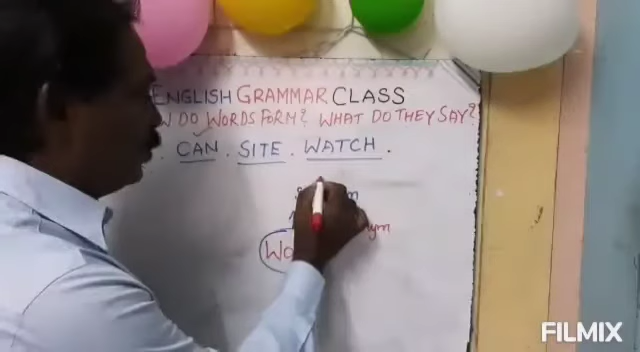 ENGLISH GRAMMAR CLASS
DO WORDS FORM? WHAT DO THEY SAY?
. CAN . SITE . WATCH .
FILMIX